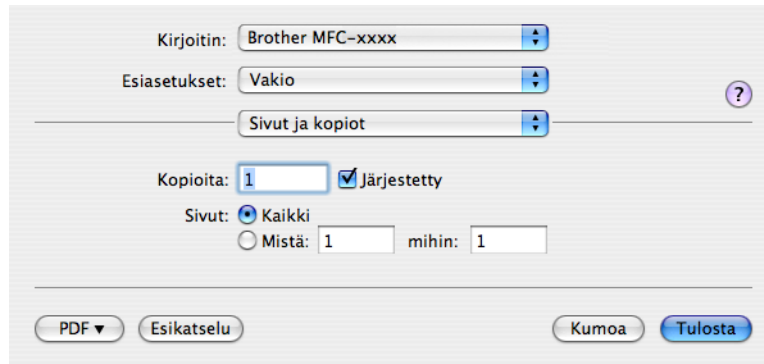 Kirjoitin: Brother MFC-xxxx
Esiasetukset: Vakio
?
Sivut ja kopiot
Kopioita: 1 Järjestetty
Sivut: Kaikki
Mistä: 1 mihin: 1
PDF▼ Esikatselu Kumoa Tulosta